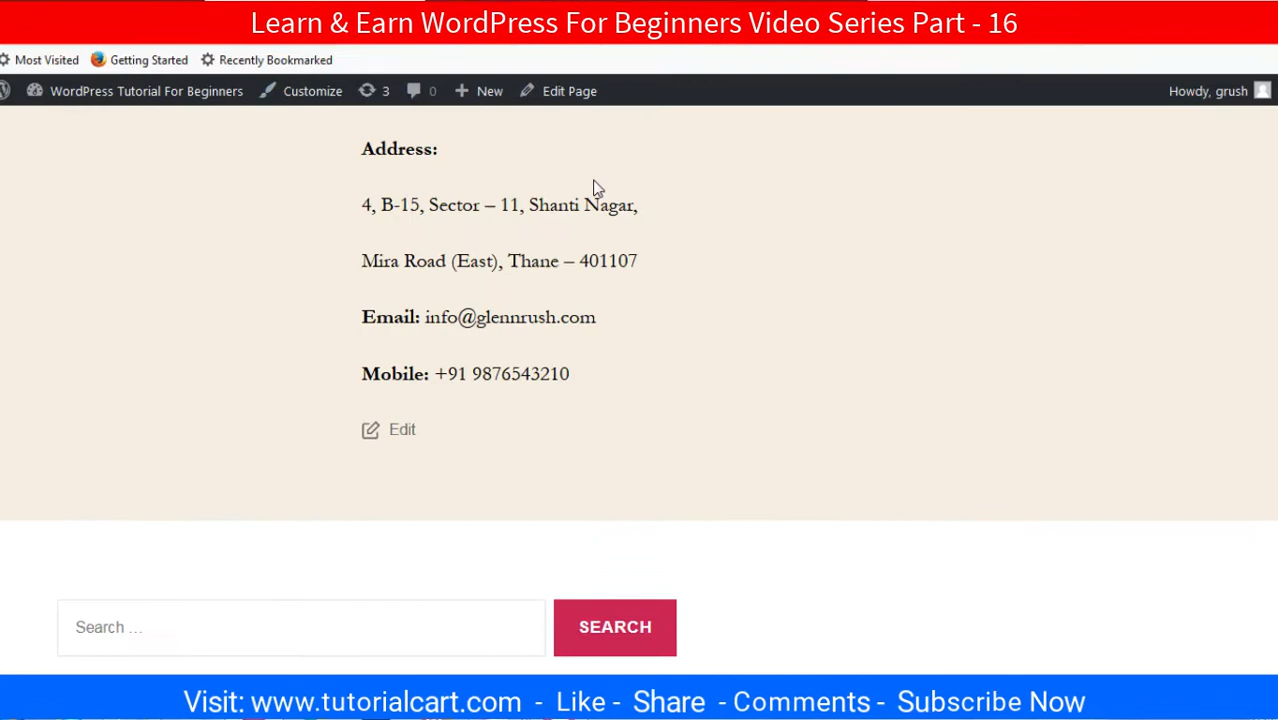 Learn & Earn WordPress For Beginners Video Series Part - 16
Most Visited Getting Started Recently Bookmarked
WordPress Tutorial For Beginners Customize 3 0 New Edit Page Howdy, grush
Address:
4, B-15, Sector – 11, Shanti Nagar,
Mira Road (East), Thane – 401107
Email: info@glennrush.com
Mobile: +91 9876543210
Edit
Search …
SEARCH
Visit: www.tutorialcart.com - Like - Share - Comments - Subscribe Now